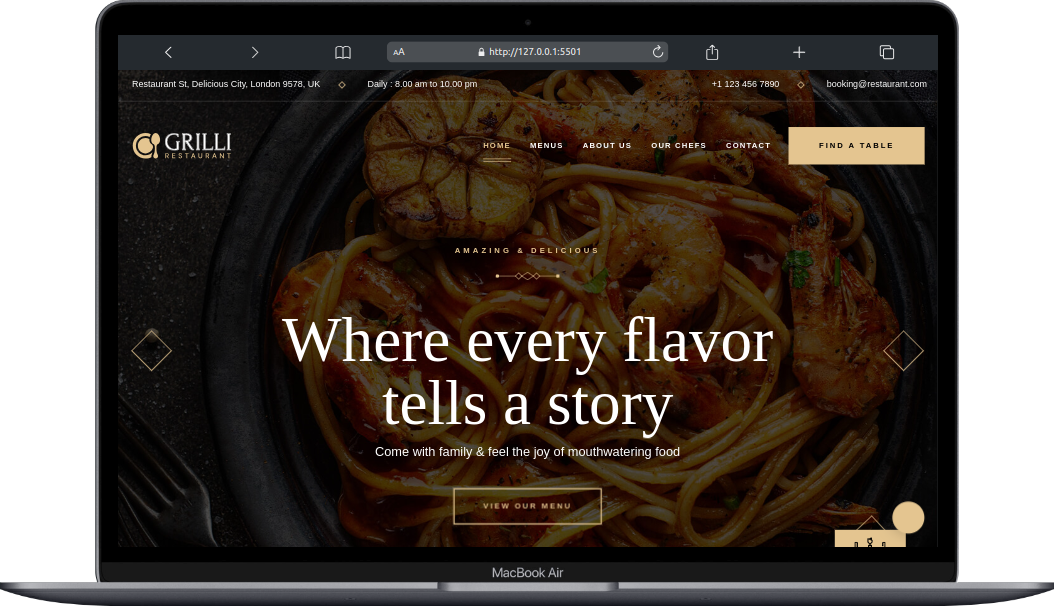 AA http://127.0.0.1:5501
Restaurant St, Delicious City, London 9578, UK Daily : 8.00 am to 10.00 pm +1 123 456 7890 booking@restaurant.com
GRILLI
RESTAURANT
HOME MENUS ABOUT US OUR CHEFS CONTACT FIND A TABLE
AMAZING & DELICIOUS
Where every flavor
tells a story
Come with family & feel the joy of mouthwatering food
VIEW OUR MENU
MacBook Air